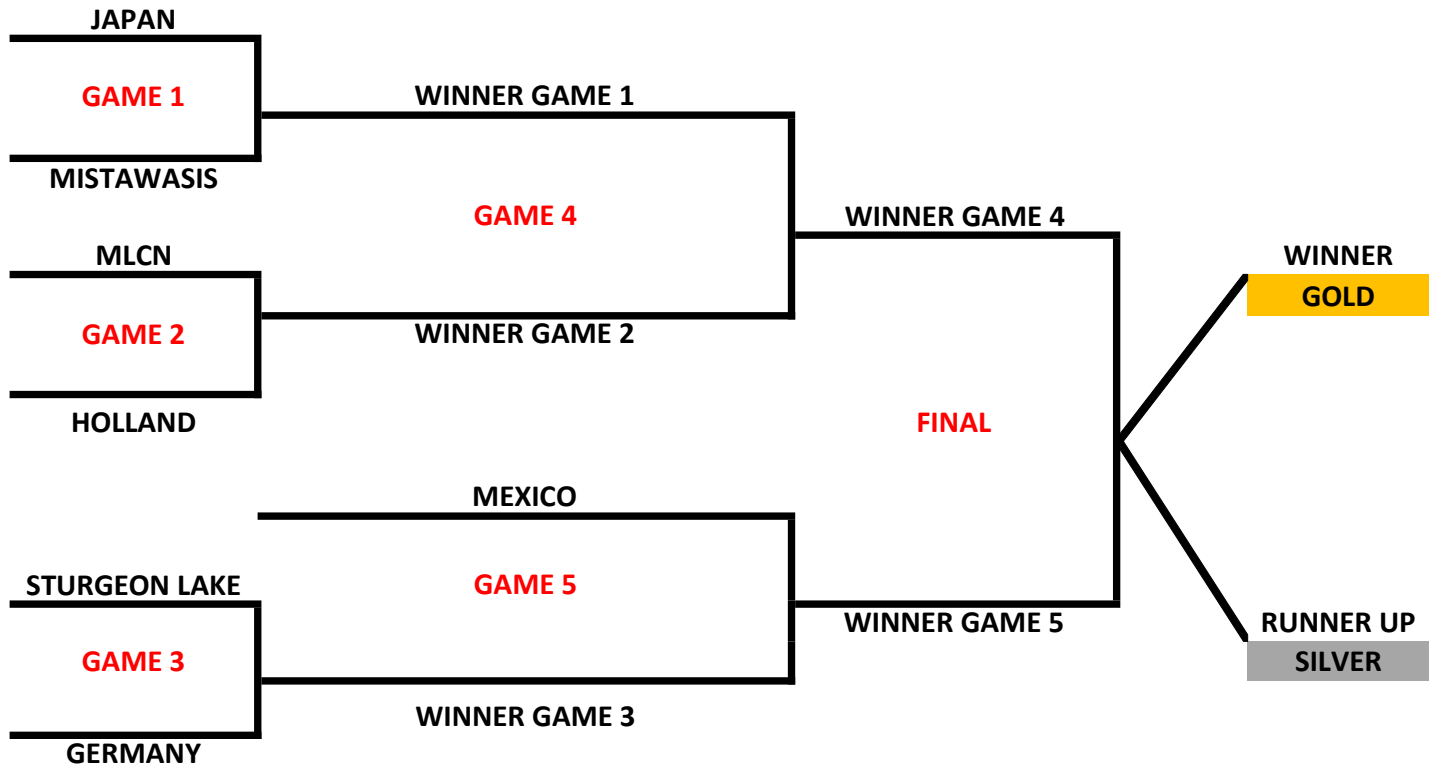 JAPAN
GAME 1
WINNER GAME 1
MISTAWASIS
GAME 4
WINNER GAME 4
MLCN
WINNER
GOLD
GAME 2
WINNER GAME 2
HOLLAND
FINAL
MEXICO
STURGEON LAKE
GAME 5
WINNER GAME 5
RUNNER UP
GAME 3
SILVER
WINNER GAME 3
GERMANY